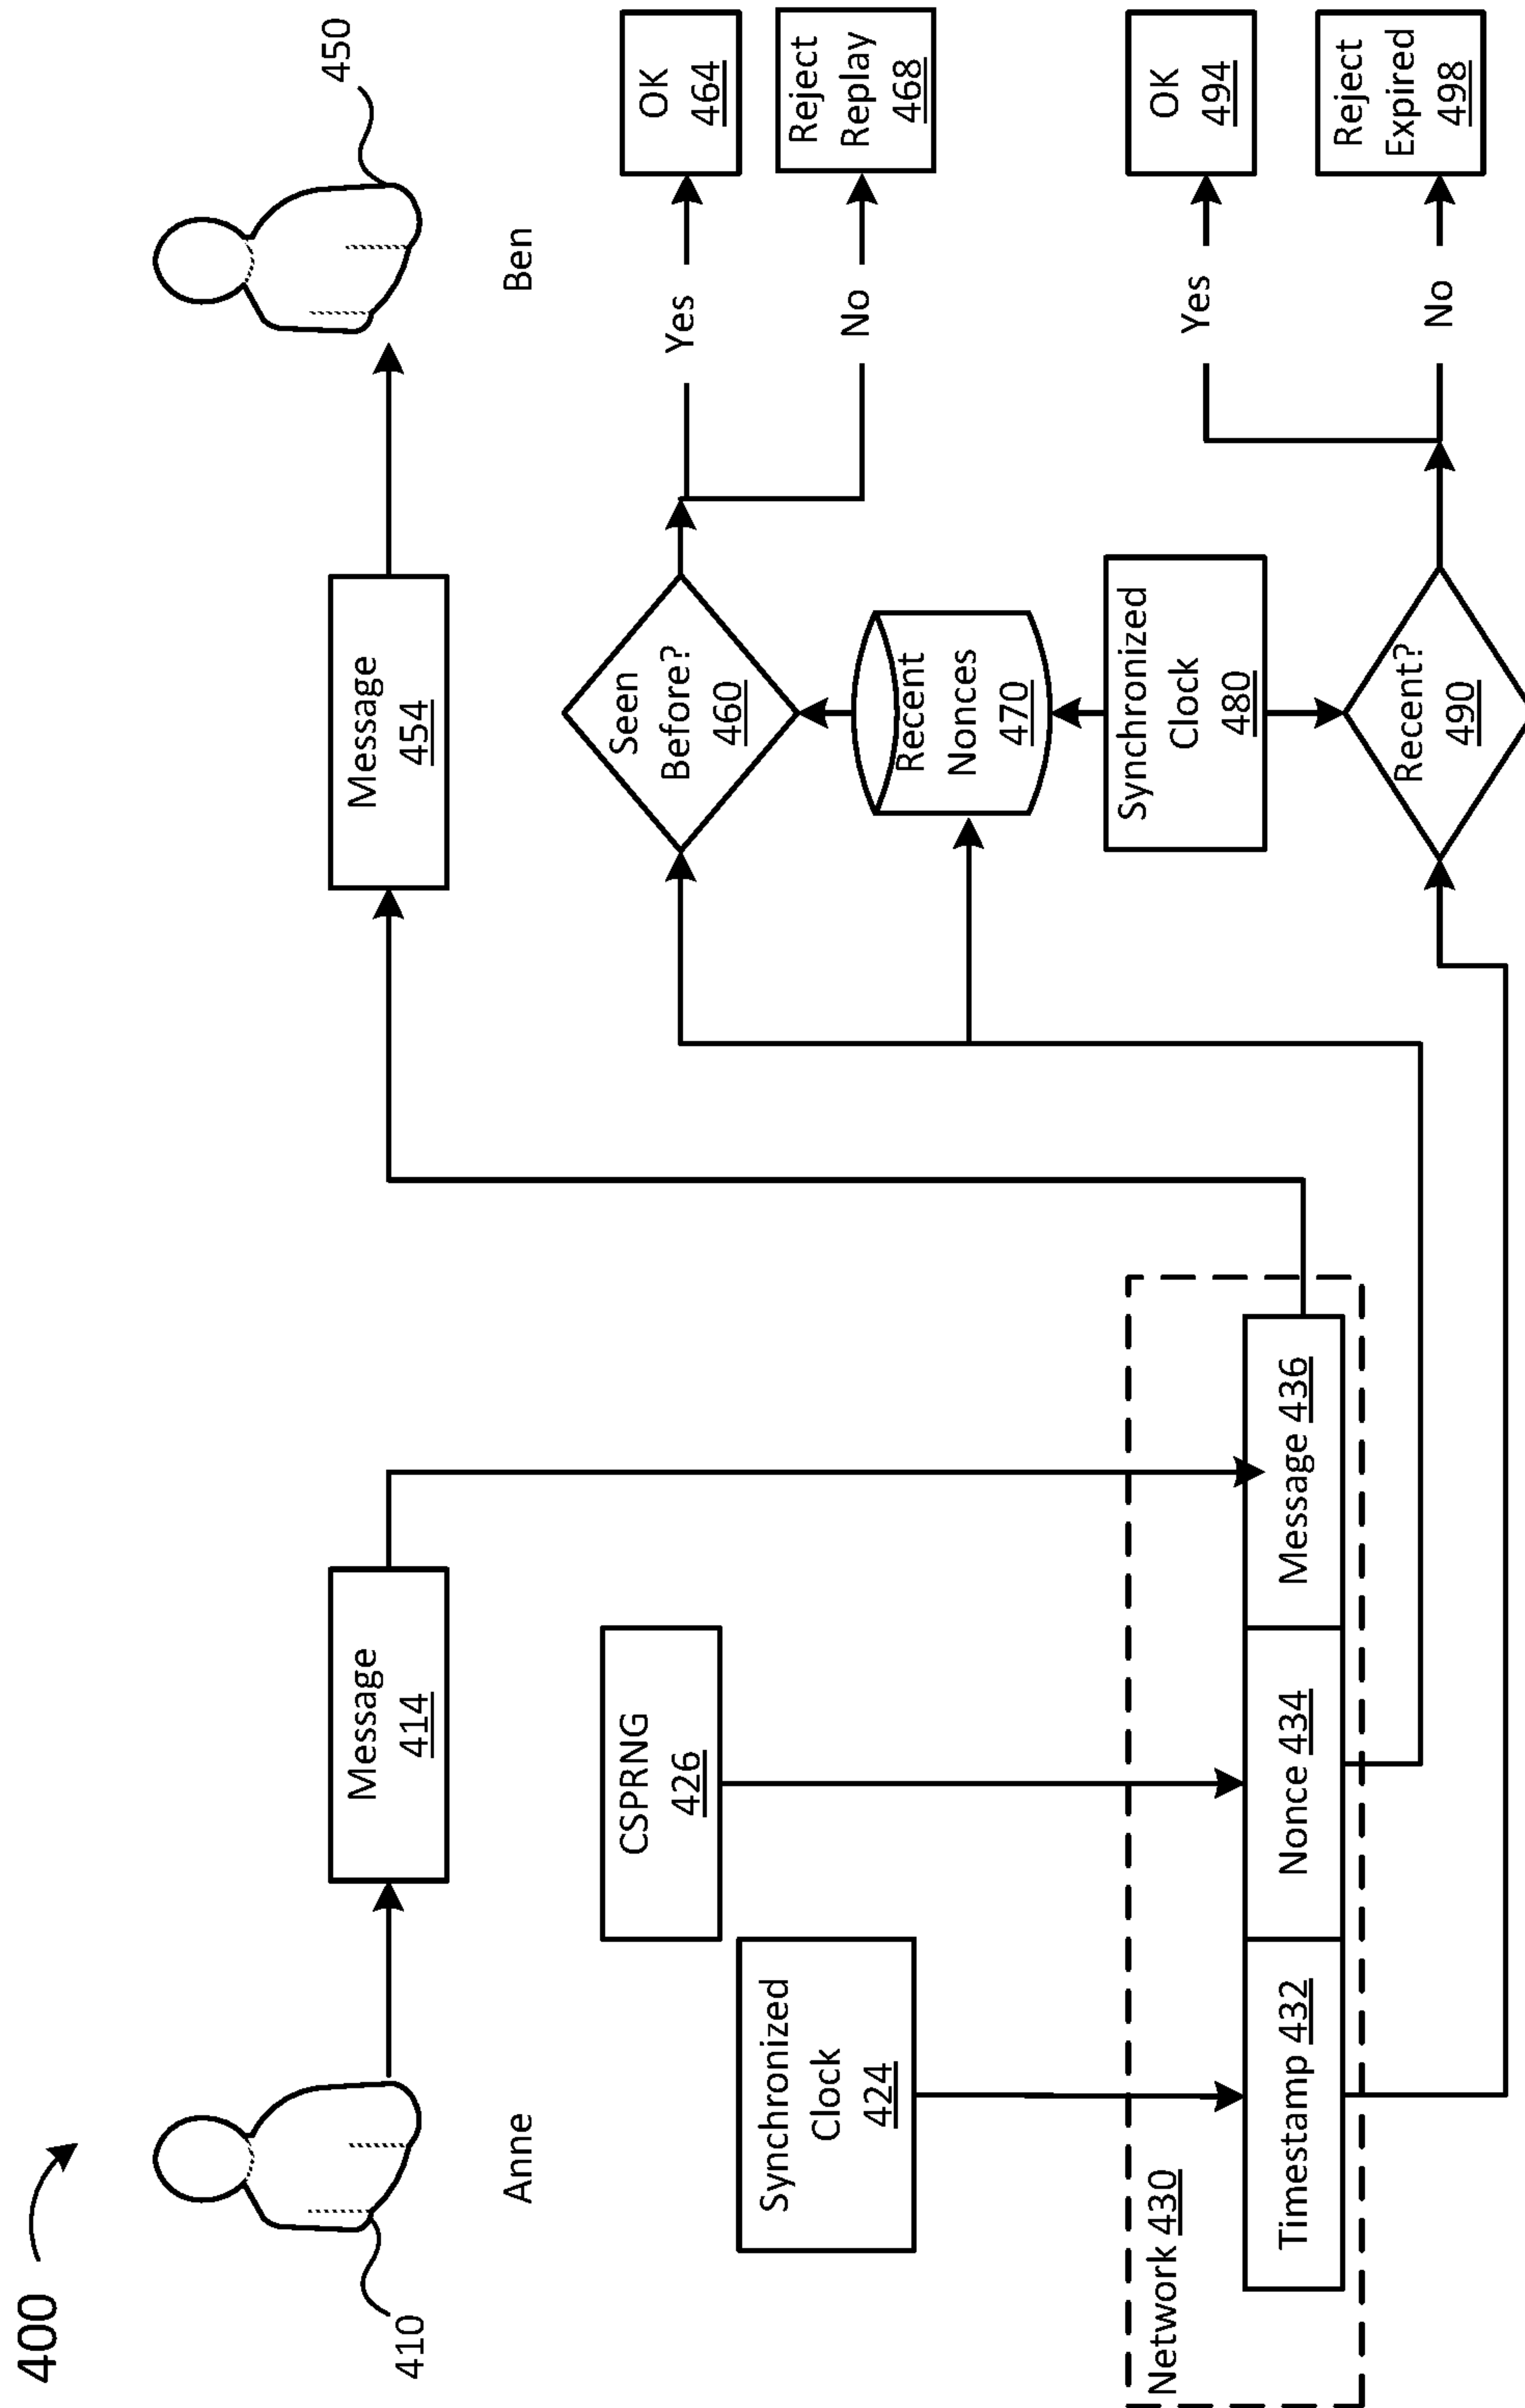 400
410
Anne
Message
414
Synchronized
Clock
424
CSPRNG
426
Network 430
Timestamp 432
Nonce 434
Message 436
Message
454
450
Ben
Seen
Before?
460
Yes
No
OK
464
Reject
Replay
468
Recent
Nonces
470
Synchronized
Clock
480
Recent?
490
Yes
No
OK
494
Reject
Expired
498